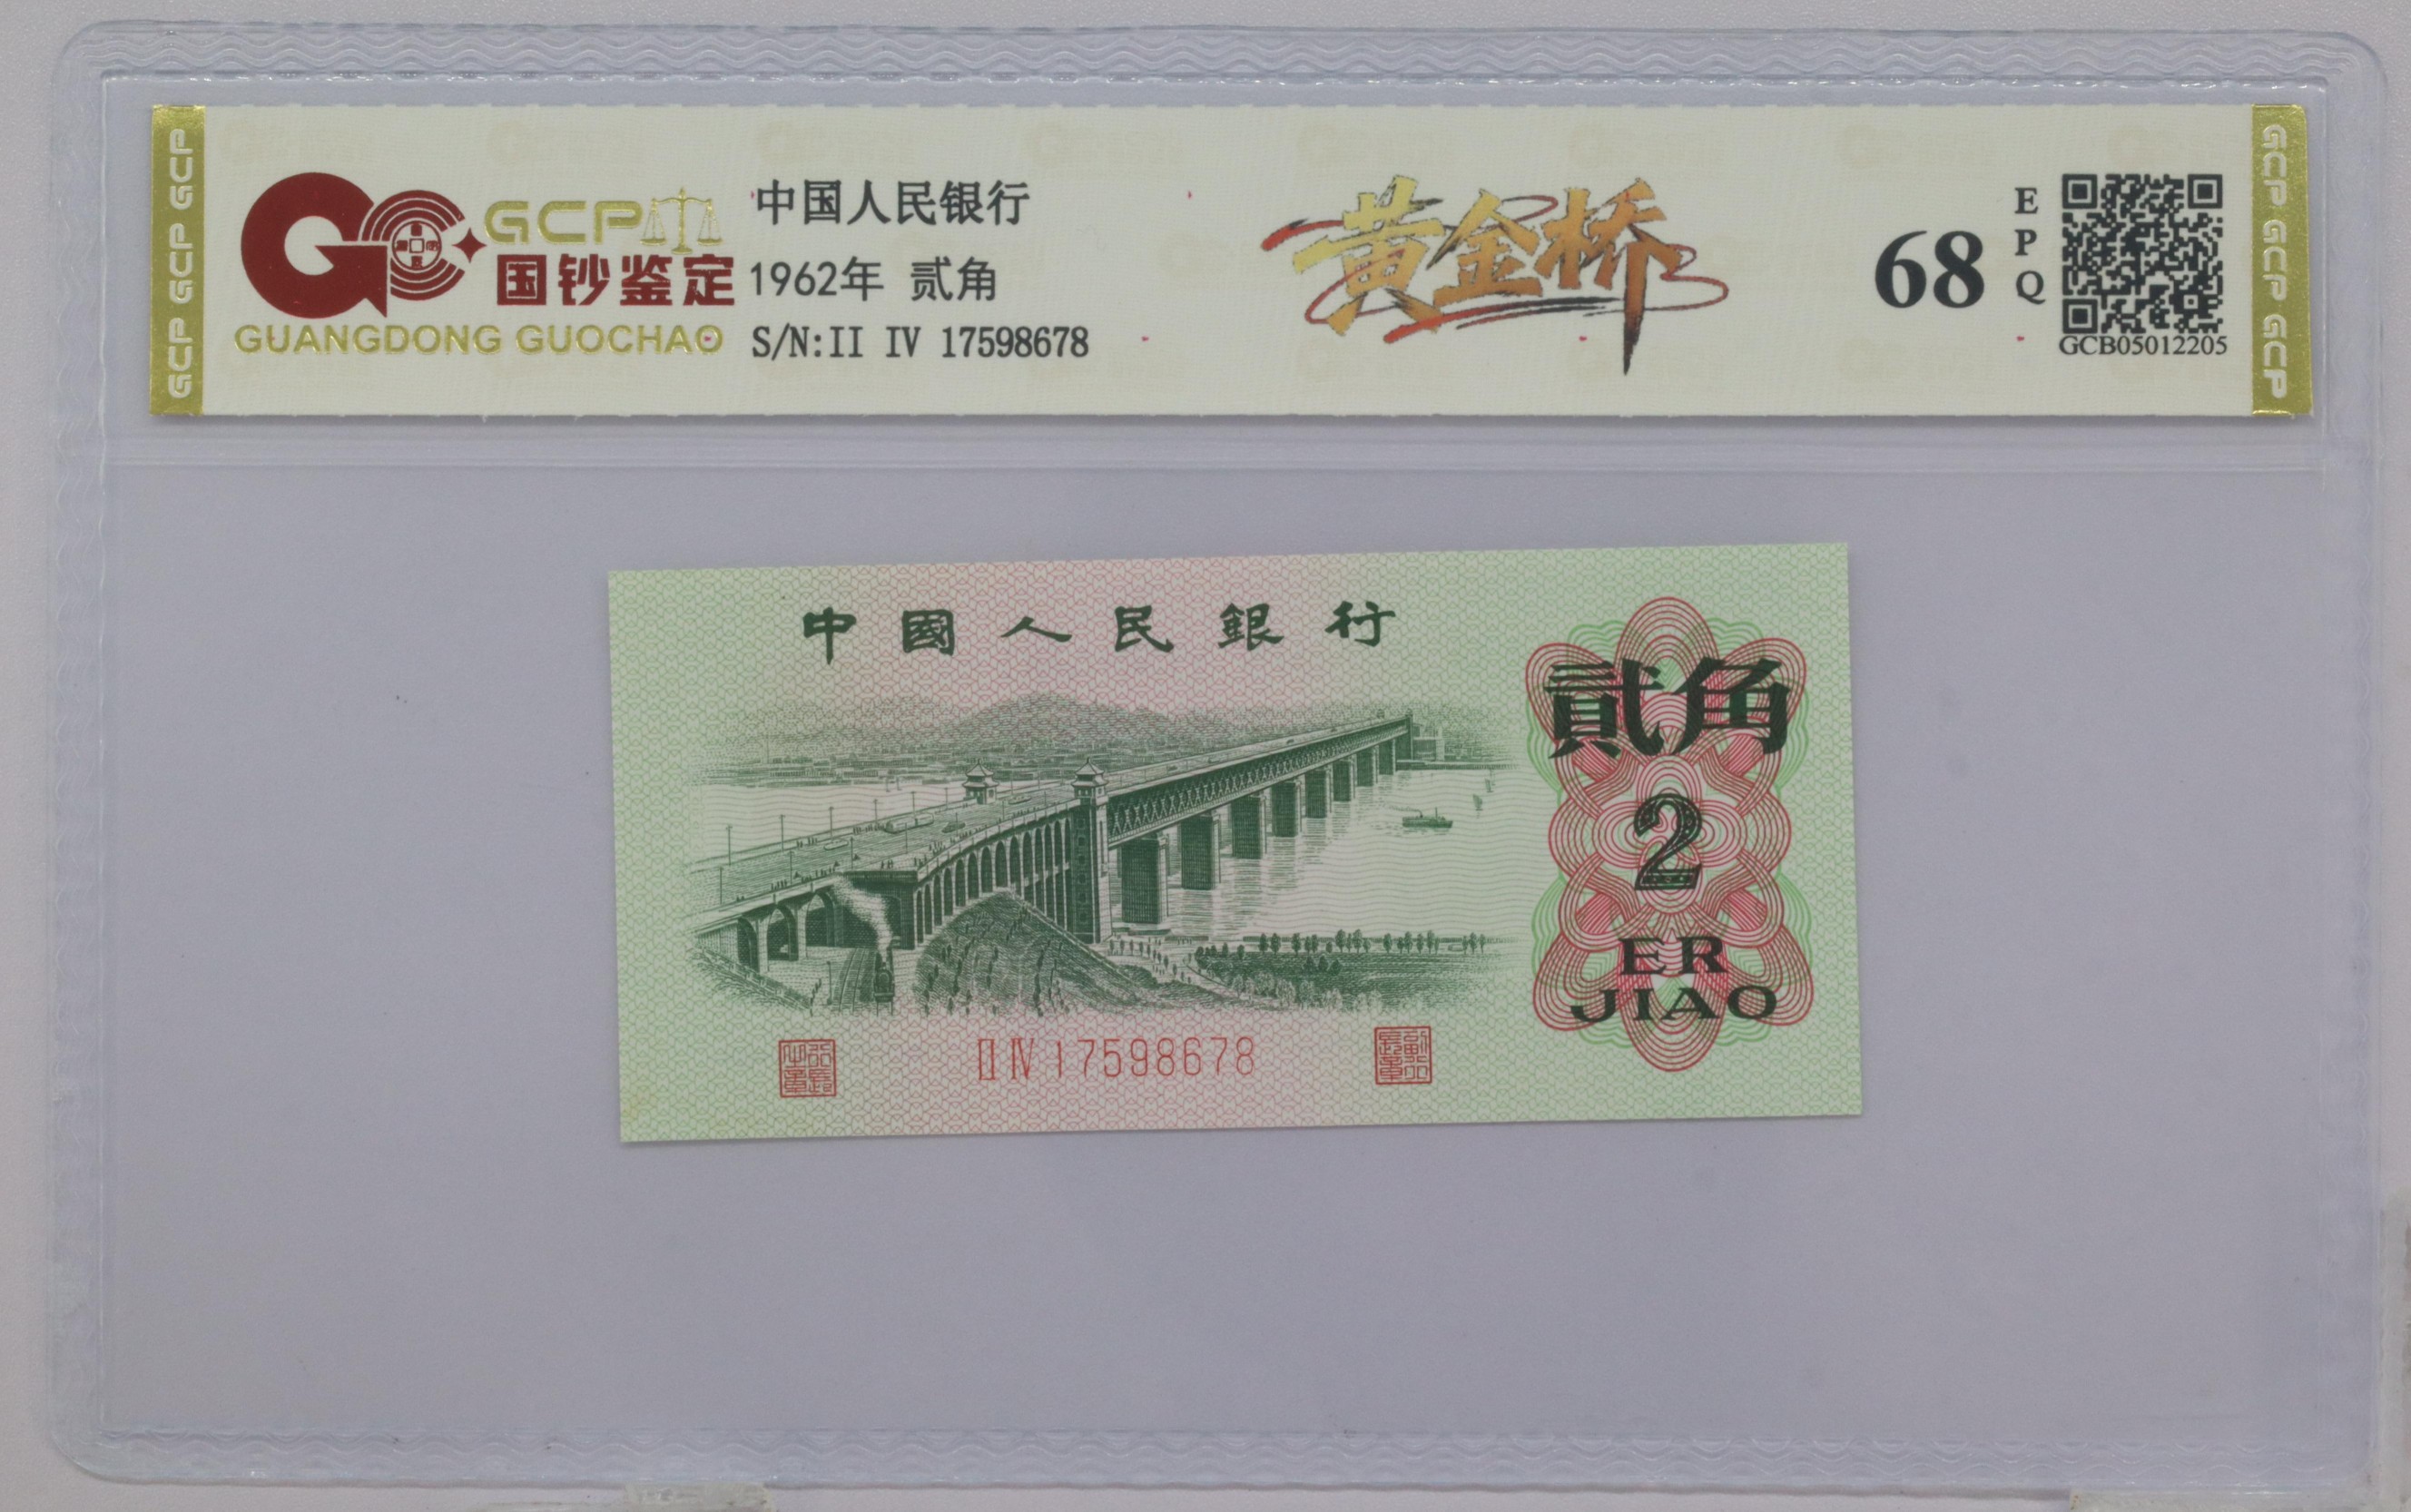 GCP GCP GCP
GCP
国钞鉴定
GUANGDONG GUOCHAO
中国人民银行
1962年 贰角
S/N:II IV 17598678
黄金桥
68
EPQ
GCB05012205
GCP GCP GCP
中國人民銀行
貳角
2
ER
JIAO
II IV 17598678